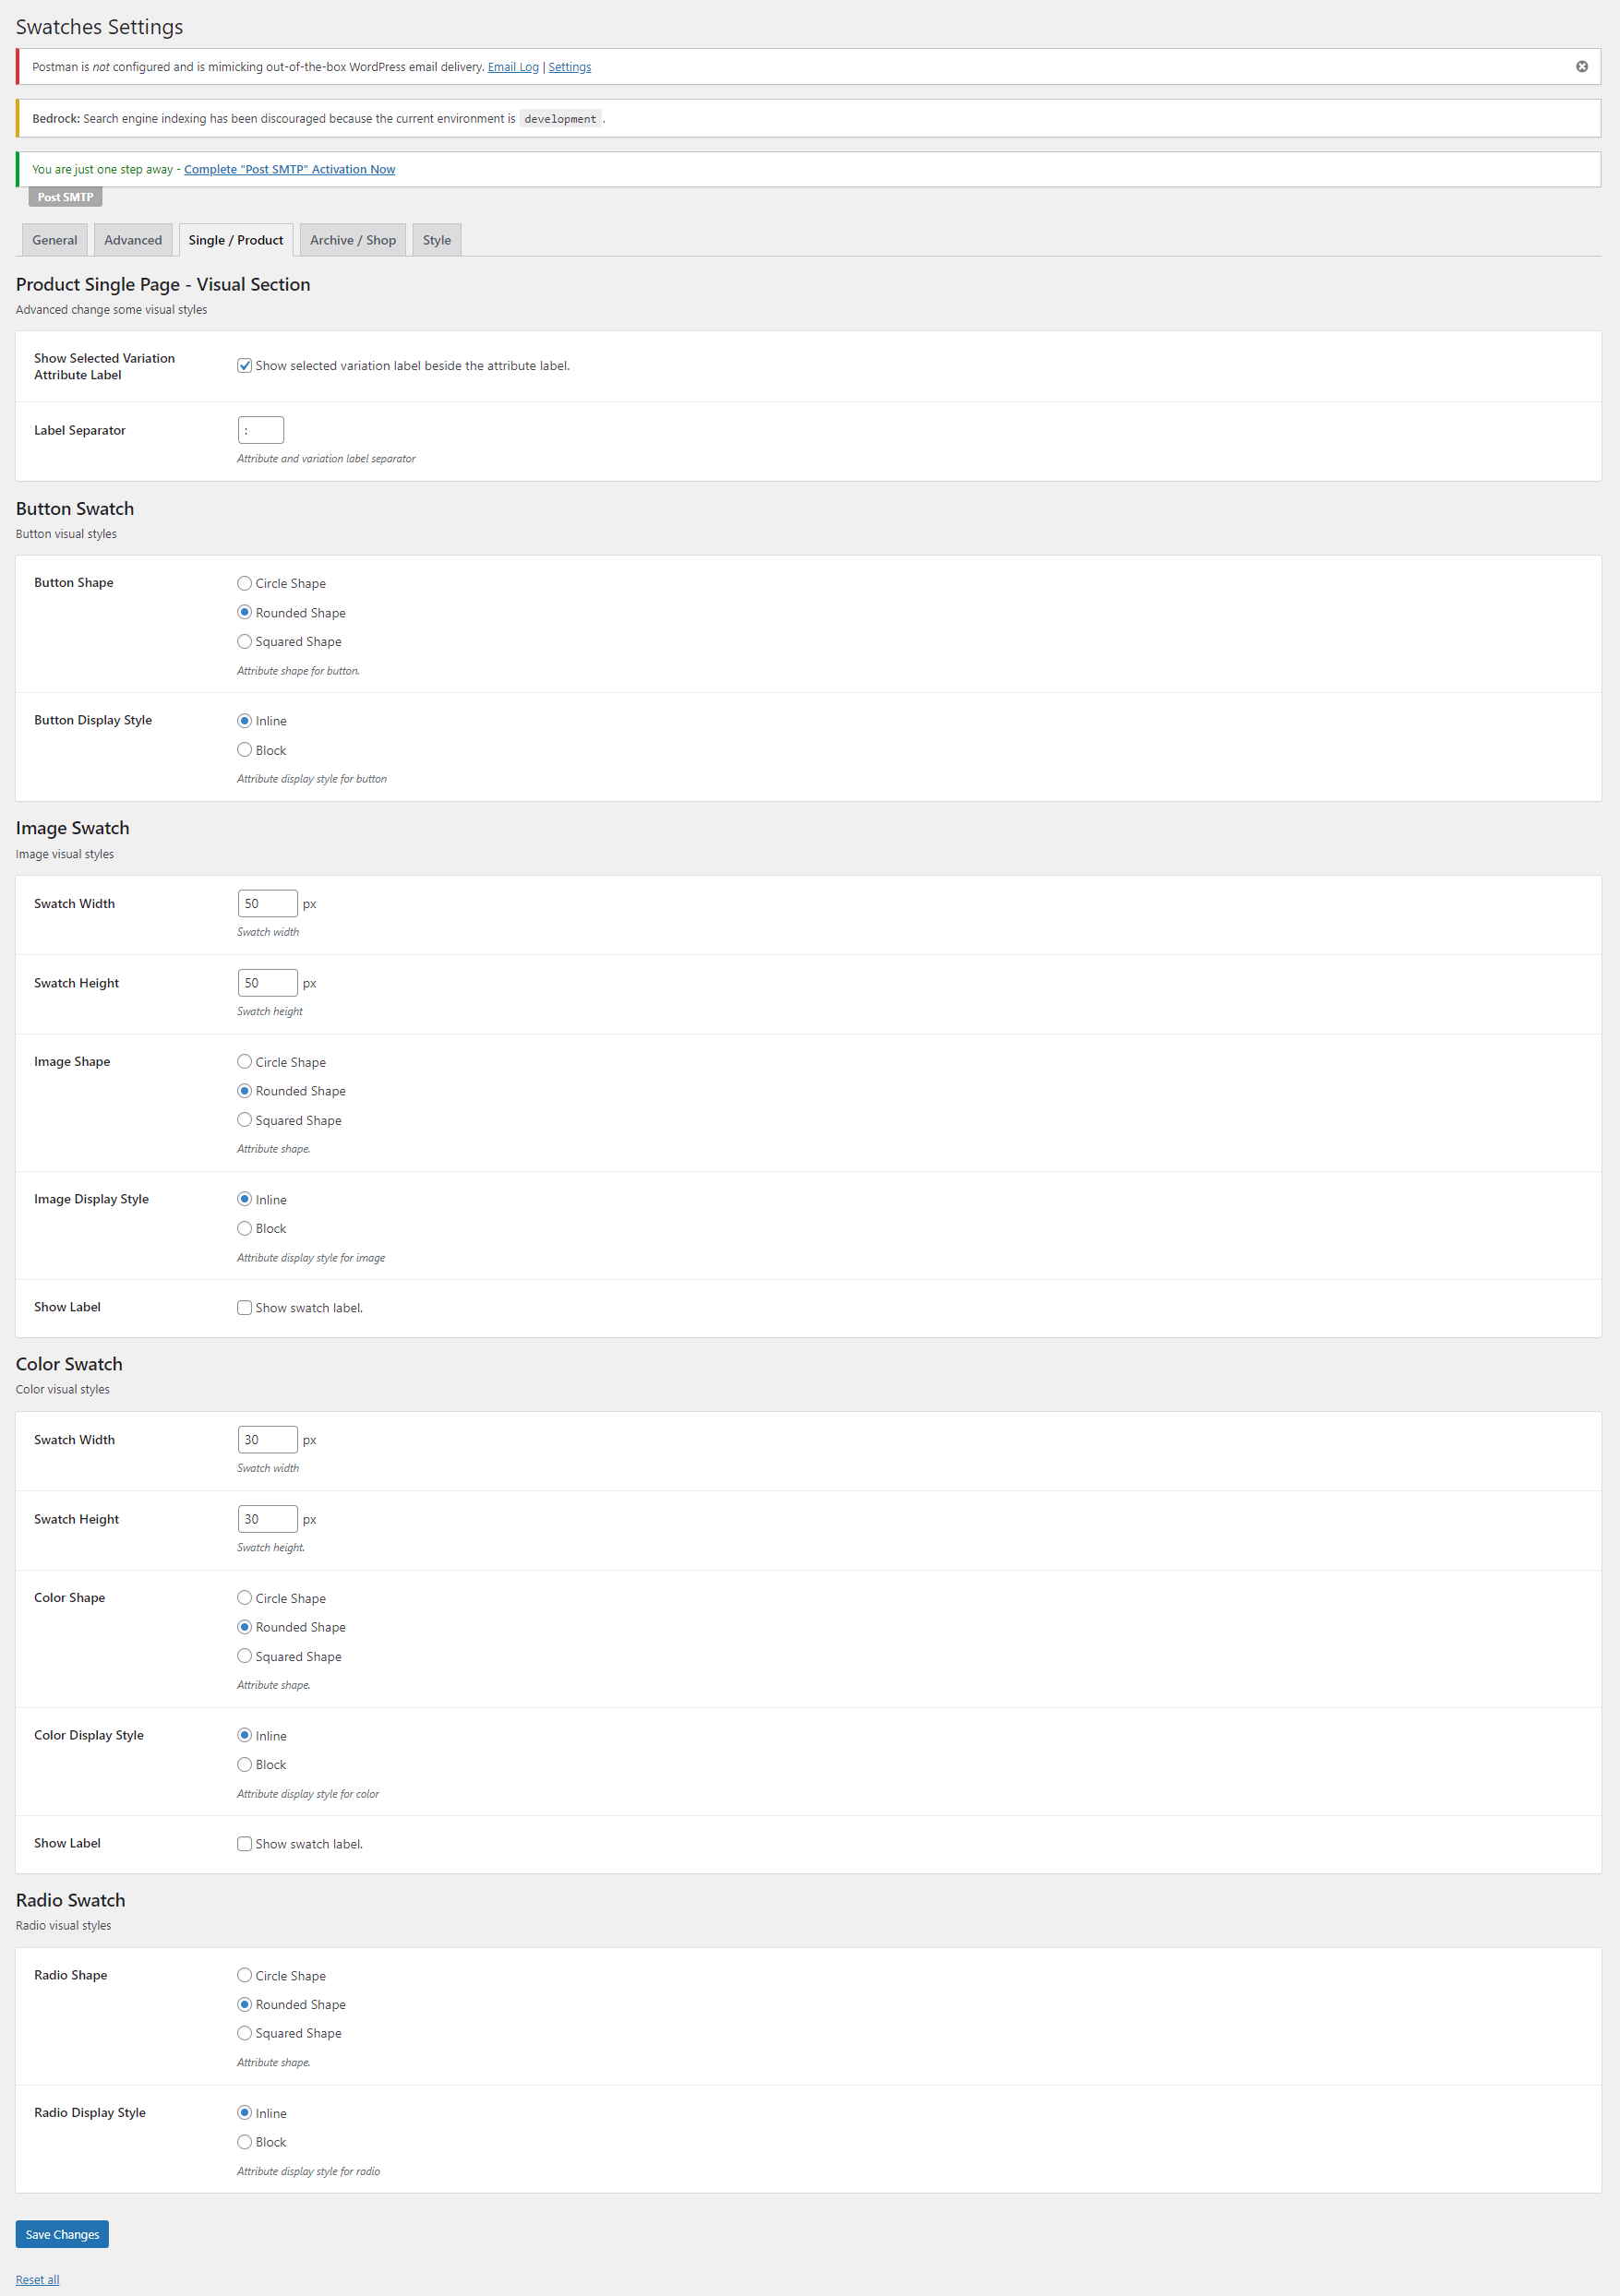 Swatches Settings
Postman is not configured and is mimicking out-of-the-box WordPress email delivery. Email Log | Settings
Bedrock: Search engine indexing has been discouraged because the current environment is development .
You are just one step away - Complete "Post SMTP" Activation Now
Post SMTP
General Advanced Single / Product Archive / Shop Style
Product Single Page - Visual Section
Advanced change some visual styles
Show Selected Variation
Attribute Label
Show selected variation label beside the attribute label.
Label Separator
:
Attribute and variation label separator
Button Swatch
Button visual styles
Button Shape
Circle Shape
Rounded Shape
Squared Shape
Attribute shape for button.
Button Display Style
Inline
Block
Attribute display style for button
Image Swatch
Image visual styles
Swatch Width
50 px
Swatch width
Swatch Height
50 px
Swatch height
Image Shape
Circle Shape
Rounded Shape
Squared Shape
Attribute shape.
Image Display Style
Inline
Block
Attribute display style for image
Show Label
Show swatch label.
Color Swatch
Color visual styles
Swatch Width
30 px
Swatch width
Swatch Height
30 px
Swatch height.
Color Shape
Circle Shape
Rounded Shape
Squared Shape
Attribute shape.
Color Display Style
Inline
Block
Attribute display style for color
Show Label
Show swatch label.
Radio Swatch
Radio visual styles
Radio Shape
Circle Shape
Rounded Shape
Squared Shape
Attribute shape.
Radio Display Style
Inline
Block
Attribute display style for radio
Save Changes
Reset all